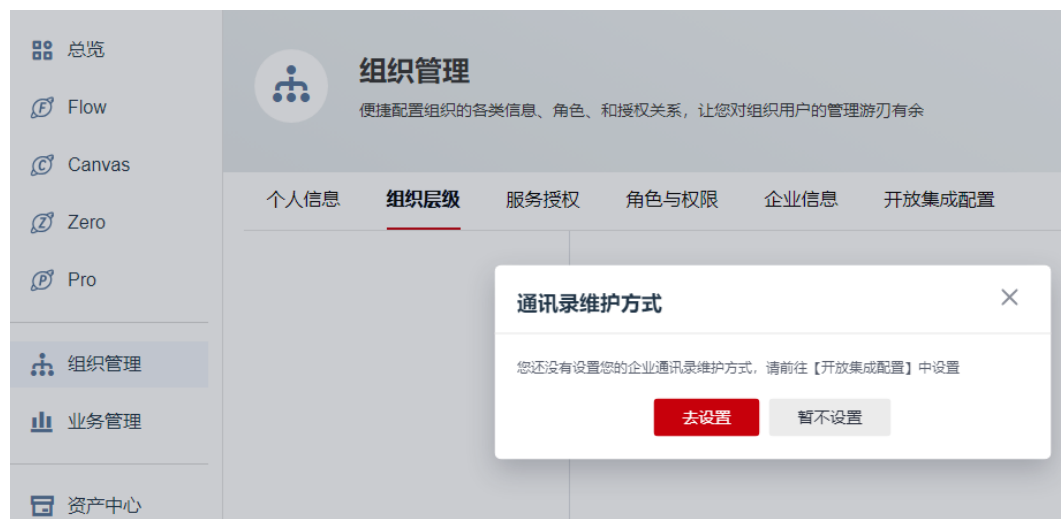 总览
Flow
Canvas
Zero
Pro
组织管理
业务管理
资产中心
组织管理
便捷配置组织的各类信息、角色、和授权关系，让您对组织用户的管理游刃有余
个人信息 组织层级 服务授权 角色与权限 企业信息 开放集成配置
通讯录维护方式
您还没有设置您的企业通讯录维护方式，请前往【开放集成配置】中设置
去设置 暂不设置